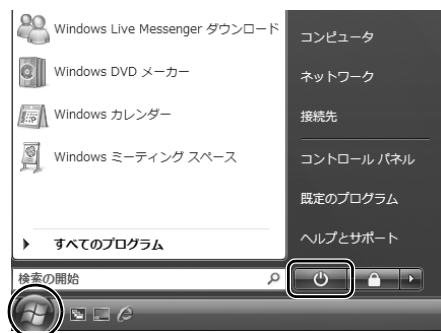 Windows Live Messenger ダウンロード
Windows DVD メーカー
Windows カレンダー
Windows ミーティング スペース
すべてのプログラム
検索の開始
コンピュータ
ネットワーク
接続先
コントロール パネル
既定のプログラム
ヘルプとサポート